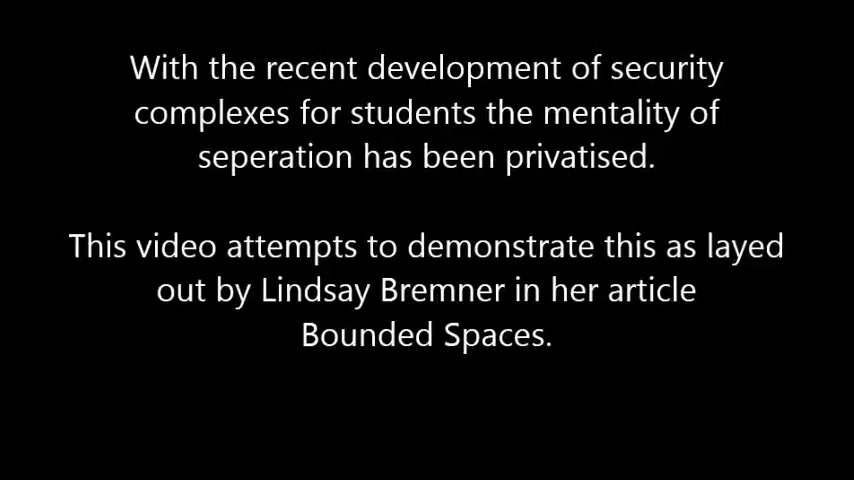 With the recent development of security
complexes for students the mentality of
seperation has been privatised.
This video attempts to demonstrate this as layed
out by Lindsay Bremner in her article
Bounded Spaces.